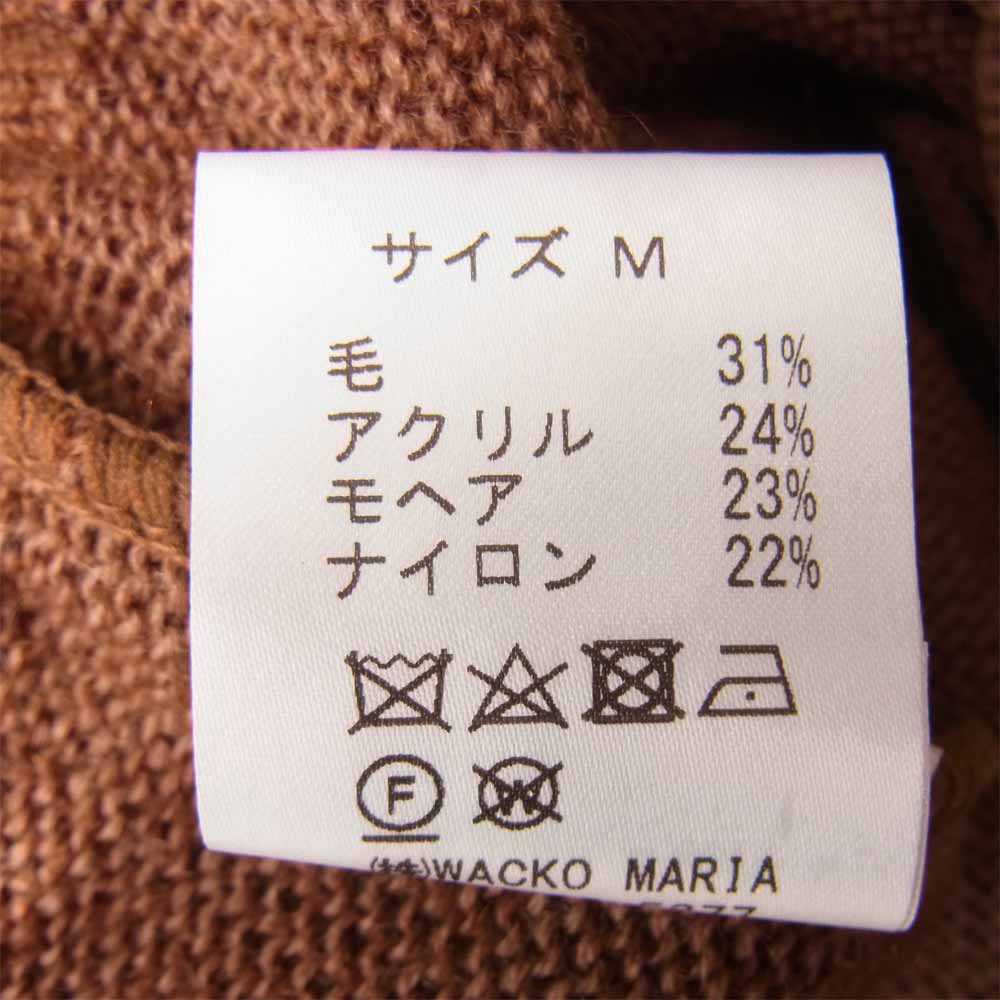 サイズ M
毛 31%
アクリル 24%
モヘア 23%
ナイロン 22%
F
W
㈱WACKO MARIA